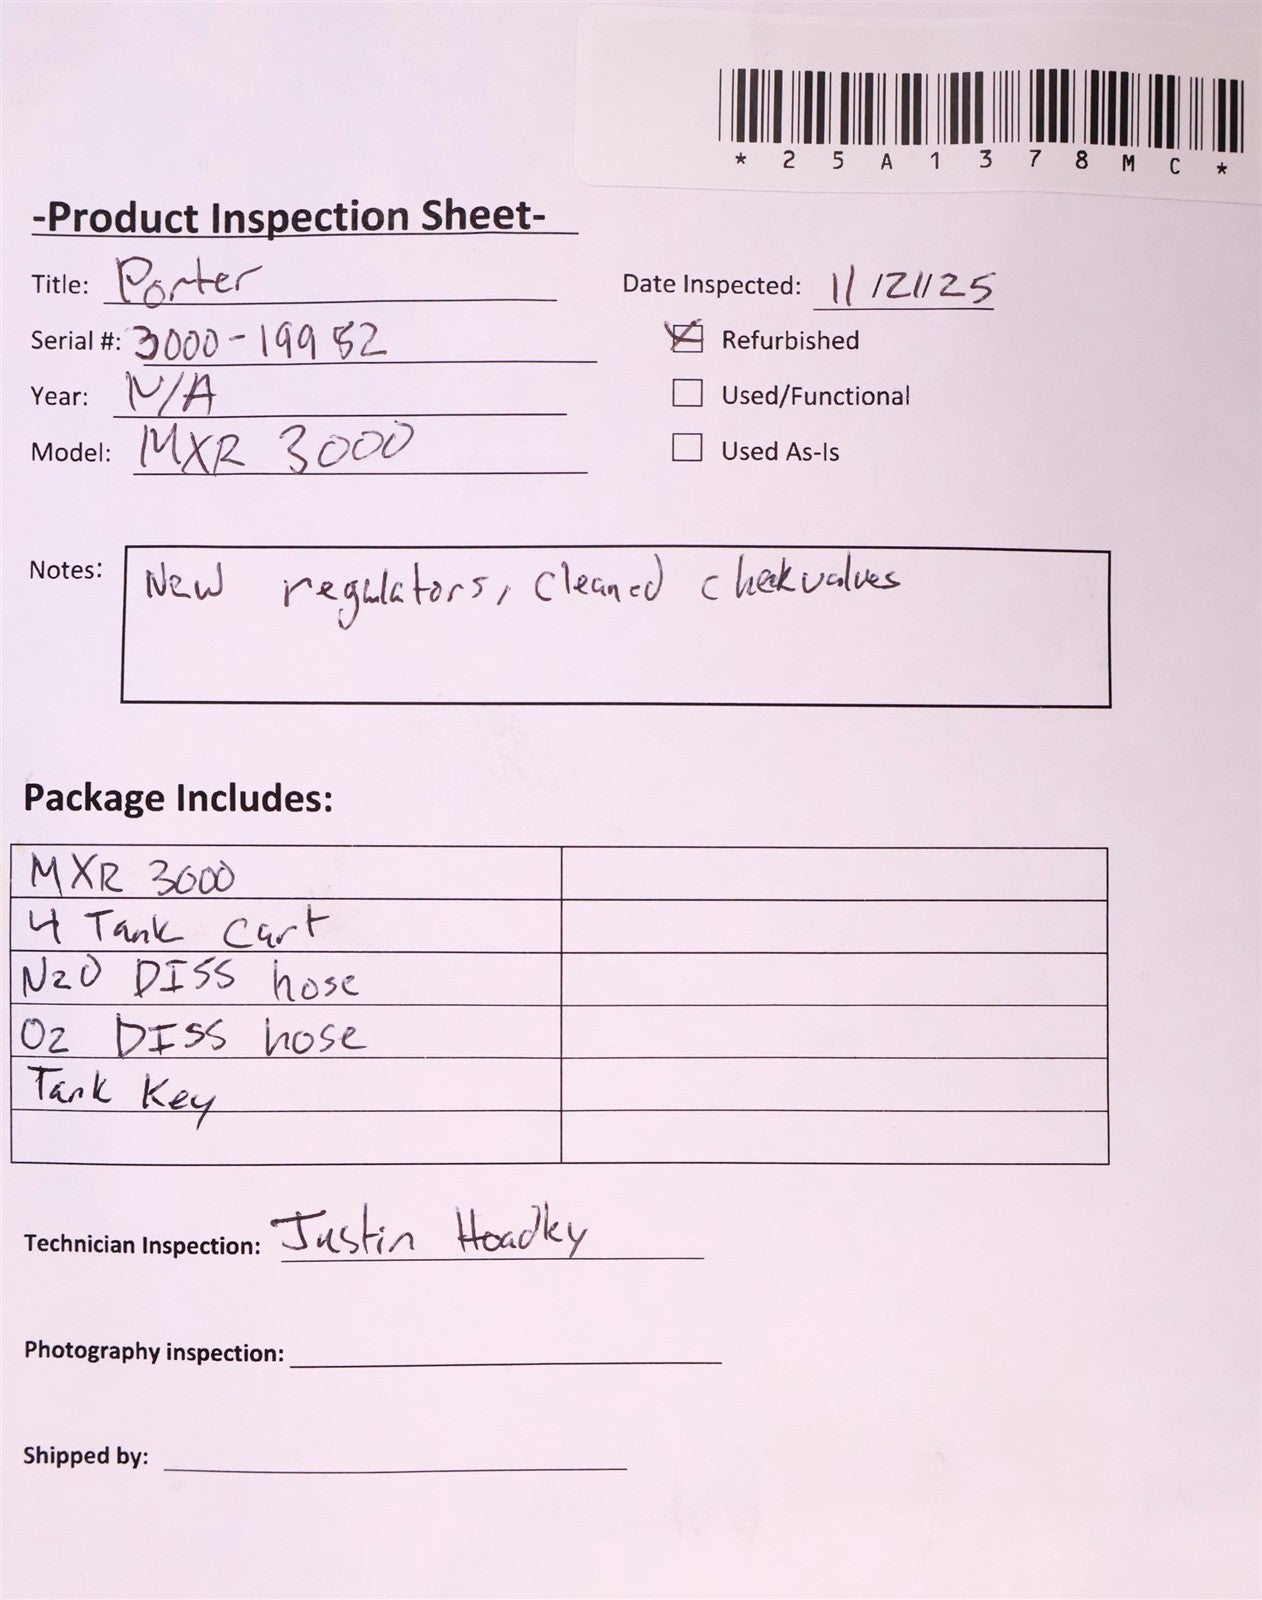 *25A1378MC*
-Product Inspection Sheet-
Title: Porter
Date Inspected: 11/21/25
Serial #: 3000-19952
Refurbished
Year: N/A
Used/Functional
Model: MXR 3000
Used As-Is
Notes: New regulators, cleaned checkvalves
Package Includes:
MXR 3000
4 Tank Cart
N2O DISS hose
O2 DISS hose
Tank Key
Technician Inspection: Justin Hoadley
Photography inspection:
Shipped by: